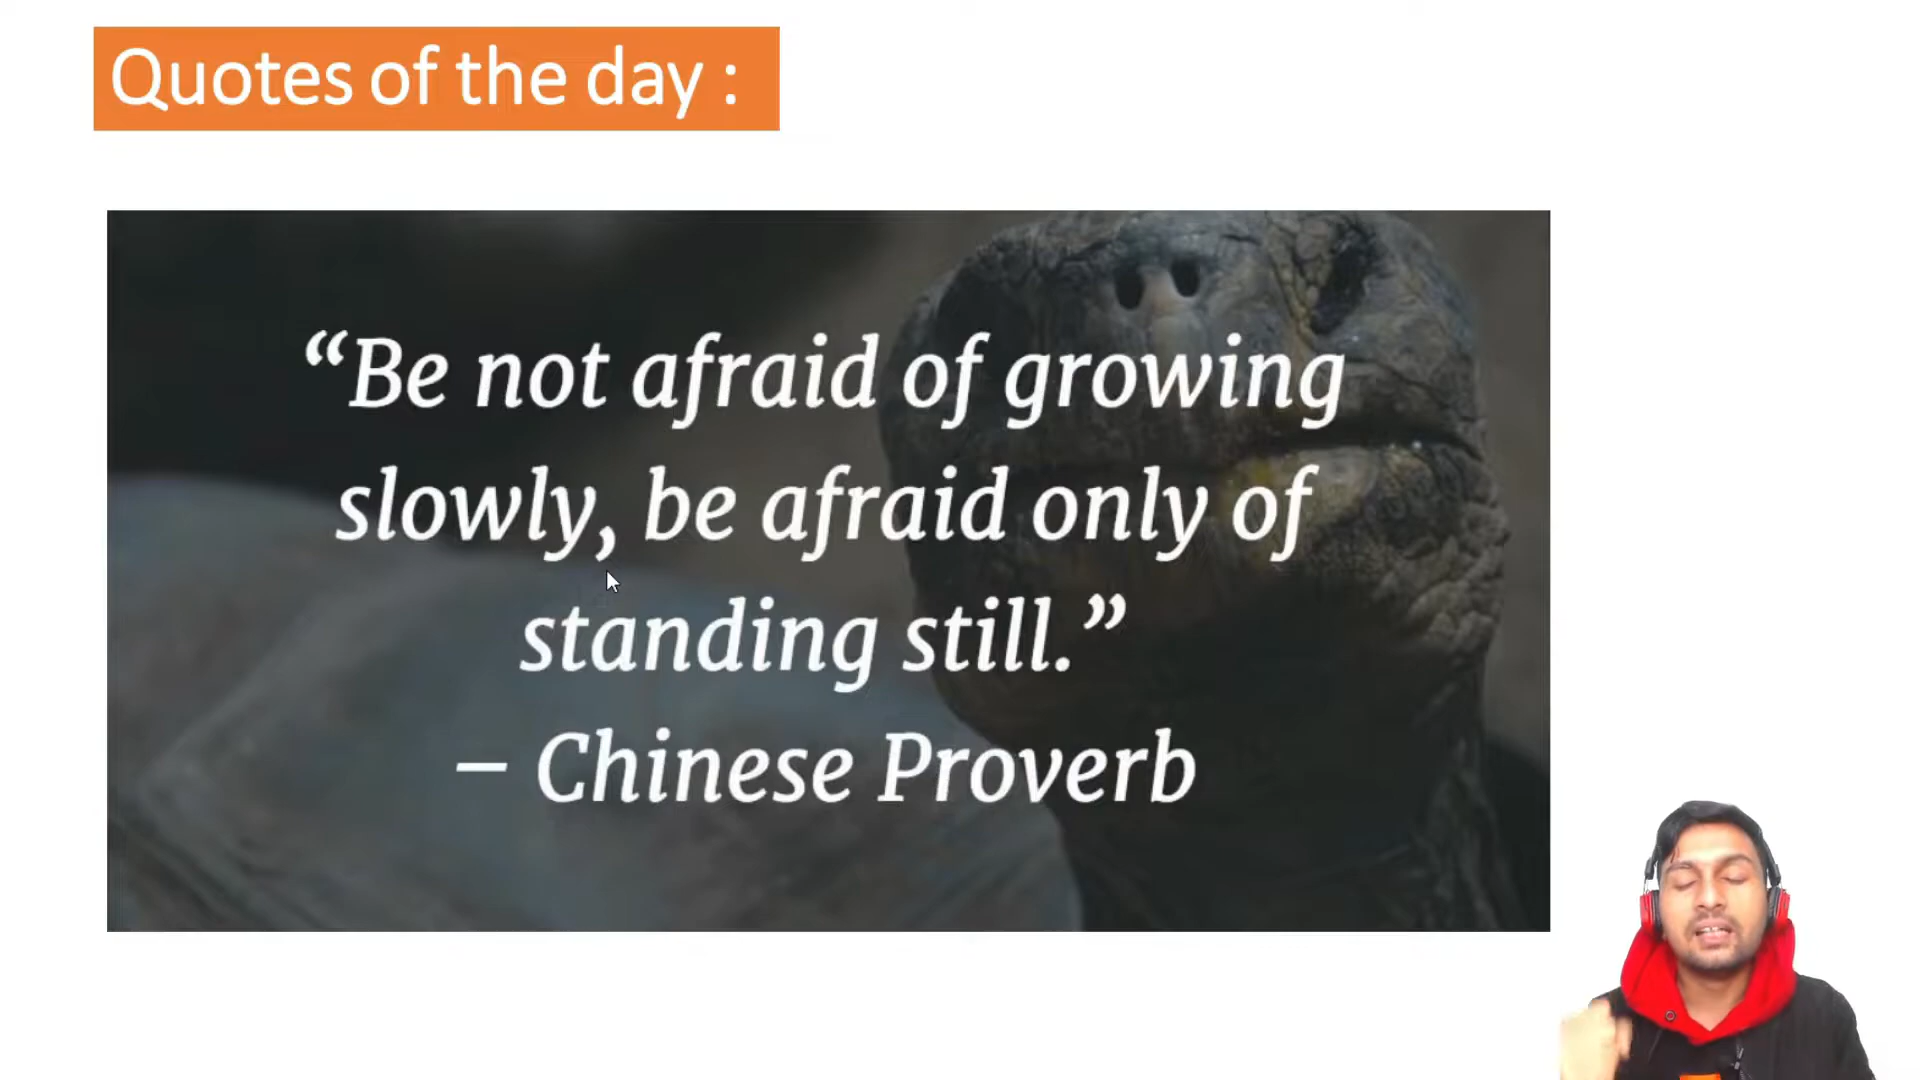 Quotes of the day :
“Be not afraid of growing
slowly, be afraid only of
standing still.”
– Chinese Proverb